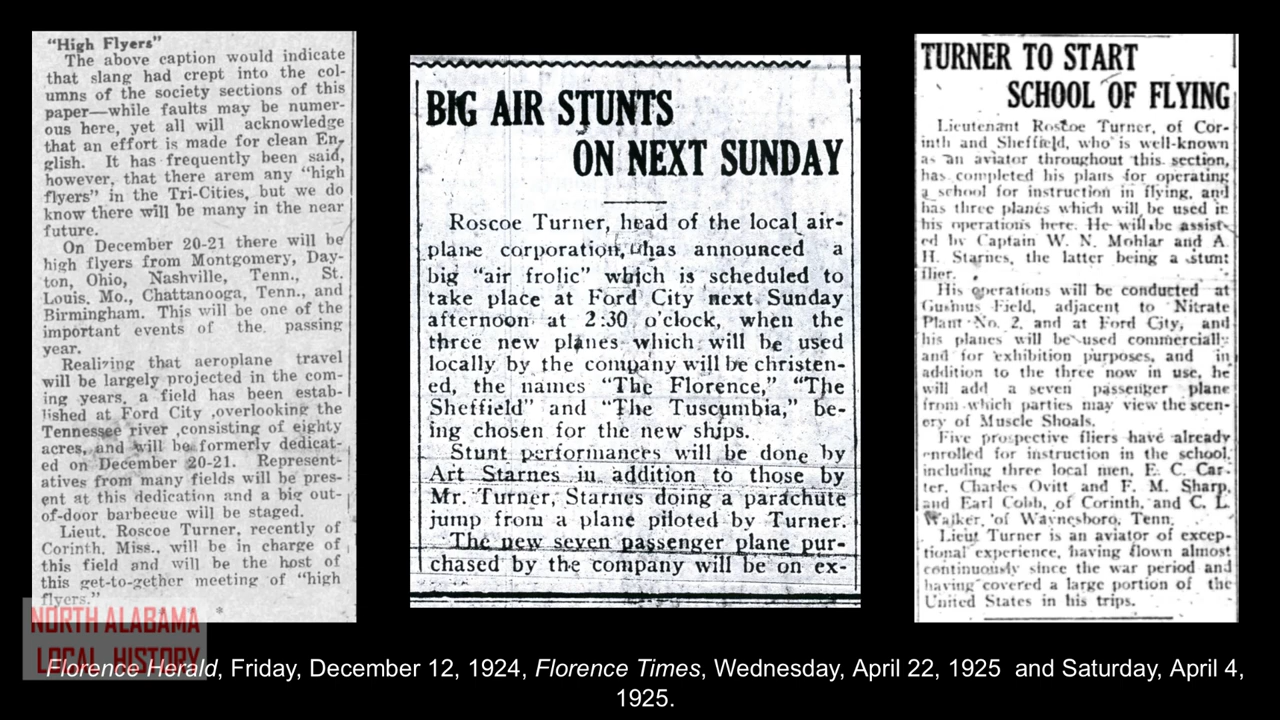 "High Flyers"
The above caption would indicate
that slang had crept into the col-
umns of the society sections of this
paper—while faults may be numer-
ous here, yet all will acknowledge
that an effort is made for clean En-
glish. It has frequently been said,
however, that there arem any "high
flyers" in the Tri-Cities, but we do
know there will be many in the near
future.
On December 20-21 there will be
high flyers from Montgomery, Day-
ton, Ohio, Nashville, Tenn., St.
Louis, Mo., Chattanooga, Tenn., and
Birmingham. This will be one of the
important events of the passing
year.
Realizing that aeroplane travel
will be largely projected in the com-
ing years, a field has been estab-
lished at Ford City ,overlooking the
Tennessee river ,consisting of eighty
acres, and will be formerly dedicat-
ed on December 20-21. Represent-
atives from many fields will be pres-
ent at this dedication and a big out-
of-door barbecue will be staged.
Lieut. Roscoe Turner, recently of
Corinth, Miss., will be in charge of
this field and will be the host of
this get-to-gether meeting of "high
flyers."
BIG AIR STUNTS
ON NEXT SUNDAY
Roscoe Turner, head of the local air-
plane corporation, has announced a
big "air frolic" which is scheduled to
take place at Ford City next Sunday
afternoon at 2:30 o'clock, when the
three new planes which will be used
locally by the company will be christen-
ed, the names "The Florence," "The
Sheffield" and "The Tuscumbia," be-
ing chosen for the new ships.
Stunt performances will be done by
Art Starnes in addition to those by
Mr. Turner, Starnes doing a parachute
jump from a plane piloted by Turner.
The new seven passenger plane pur-
chased by the company will be on ex-
TURNER TO START
SCHOOL OF FLYING
Lieutenant Roscoe Turner, of Cor-
inth and Sheffield, who is well-known
as an aviator throughout this section,
has completed his plans for operating
a school for instruction in flying, and
has three planes which will be used in
his operations here. He will be assist-
ed by Captain W. N. Mohlar and A.
H. Starnes, the latter being a stunt
flier.
His operations will be conducted at
Field, adjacent to Nitrate
Plant No. 2, and at Ford City, and
his planes will be used commercially
and for exhibition purposes, and in
addition to the three now in use, he
will add a seven passenger plane
from which parties may view the scen-
ery of Muscle Shoals.
Five prospective fliers have already
enrolled for instruction in the school,
including three local men, E. C. Car-
ter, Charles Ovitt and F. M. Sharp,
and Earl Cobb, of Corinth, and C. L.
Walker, of Waynesboro, Tenn.
Lieut Turner is an aviator of excep-
tional experience, having flown almost
continuously since the war period and
having covered a large portion of the
United States in his trips.
NORTH ALABAMA
LOCAL HISTORY
Florence Herald, Friday, December 12, 1924, Florence Times, Wednesday, April 22, 1925 and Saturday, April 4,
1925.